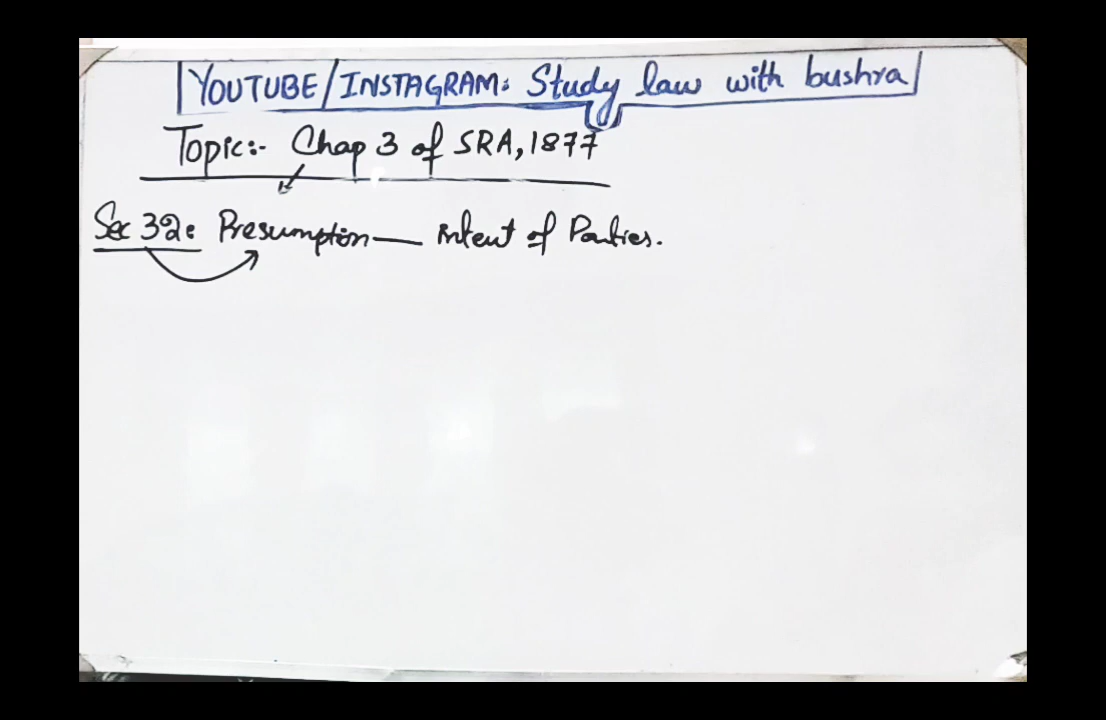 YOUTUBE/INSTAGRAM: Study law with bushra
Topic:- Chap 3 of SRA, 1877
Sec 32: Presumption — intent of Parties.